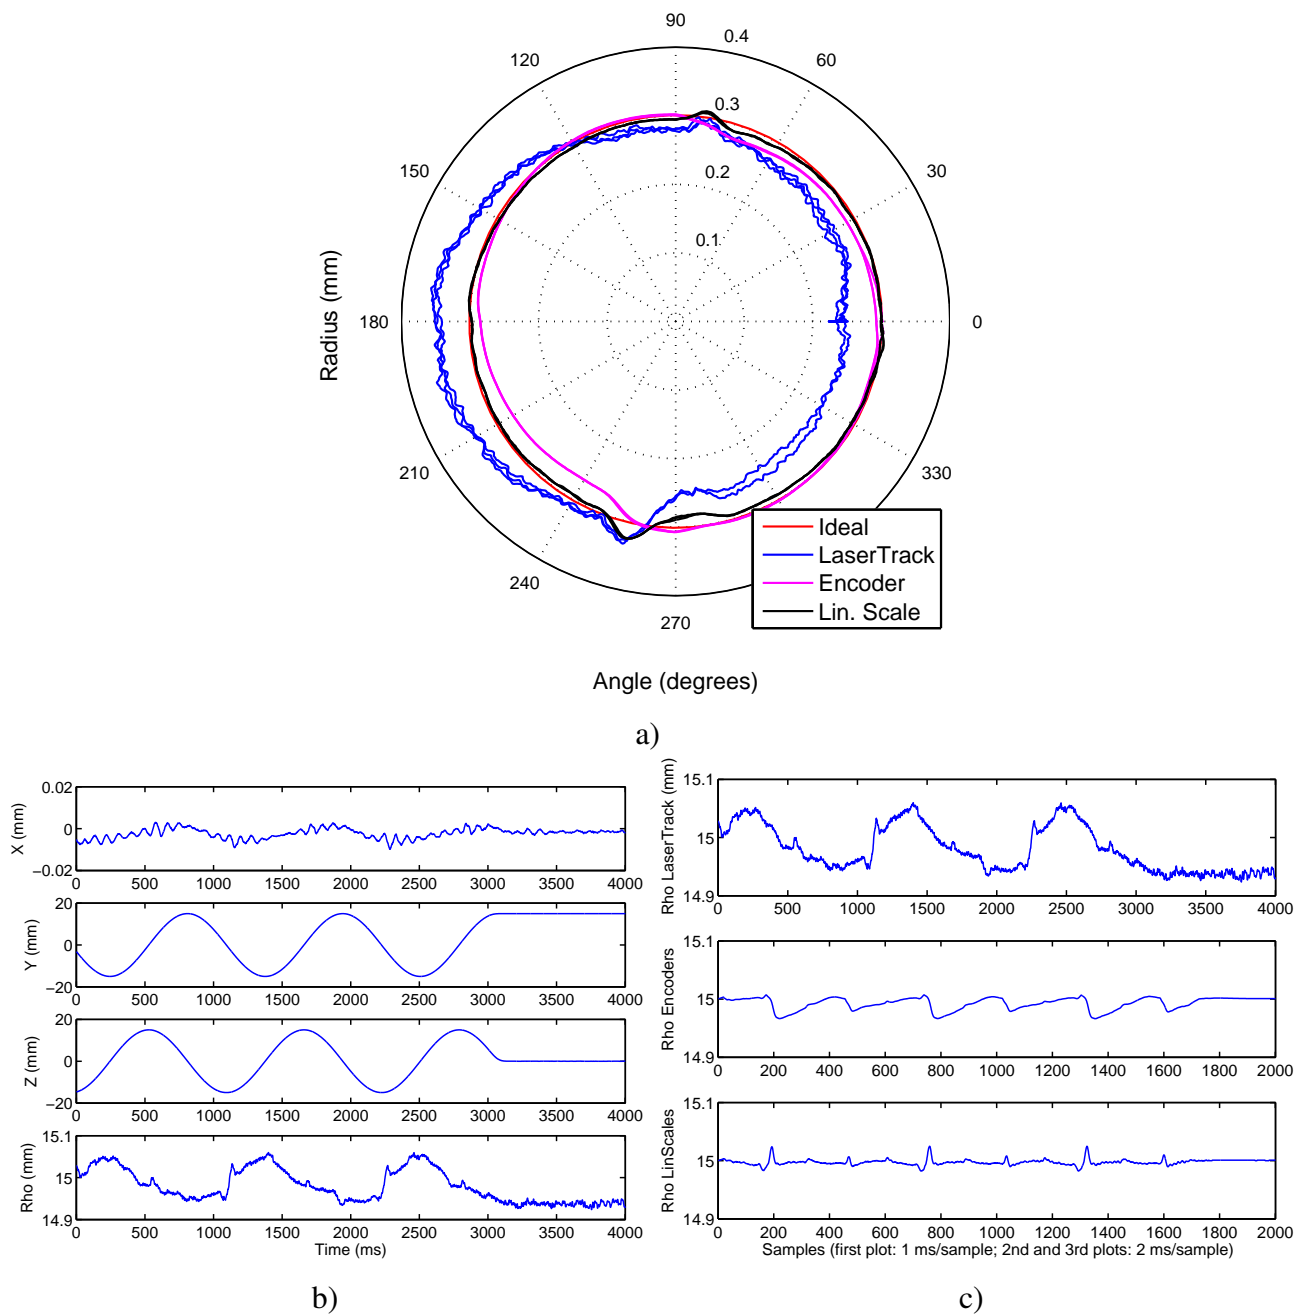 90
0.4
120
60
0.3
150
30
0.2
0.1
Radius (mm)
180
0
210
330
Ideal
LaserTrack
Encoder
Lin. Scale
240
270
Angle (degrees)
a)
X (mm)
0.02
0
−0.02
0 500 1000 1500 2000 2500 3000 3500 4000
Y (mm)
20
0
−20
0 500 1000 1500 2000 2500 3000 3500 4000
Z (mm)
20
0
−20
0 500 1000 1500 2000 2500 3000 3500 4000
Rho (mm)
15.1
15
14.9
0 500 1000 1500 2000 2500 3000 3500 4000
Time (ms)
b)
Rho LaserTrack (mm)
15.1
15
14.9
0 500 1000 1500 2000 2500 3000 3500 4000
Rho Encoders
15.1
15
14.9
0 200 400 600 800 1000 1200 1400 1600 1800 2000
Rho LinScales
15.1
15
14.9
0 200 400 600 800 1000 1200 1400 1600 1800 2000
Samples (first plot: 1 ms/sample; 2nd and 3rd plots: 2 ms/sample)
c)